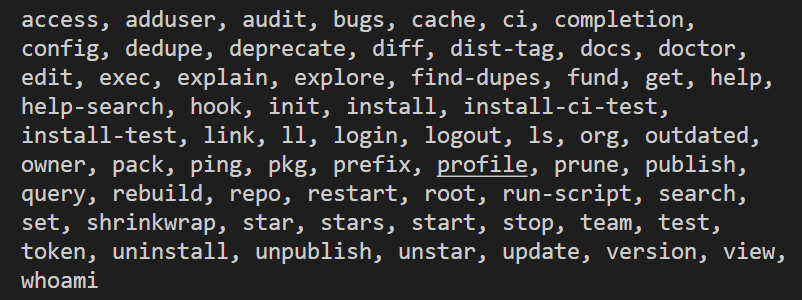 access, adduser, audit, bugs, cache, ci, completion,
config, dedupe, deprecate, diff, dist-tag, docs, doctor,
edit, exec, explain, explore, find-dupes, fund, get, help,
help-search, hook, init, install, install-ci-test,
install-test, link, ll, login, logout, ls, org, outdated,
owner, pack, ping, pkg, prefix, profile, prune, publish,
query, rebuild, repo, restart, root, run-script, search,
set, shrinkwrap, star, stars, start, stop, team, test,
token, uninstall, unpublish, unstar, update, version, view,
whoami